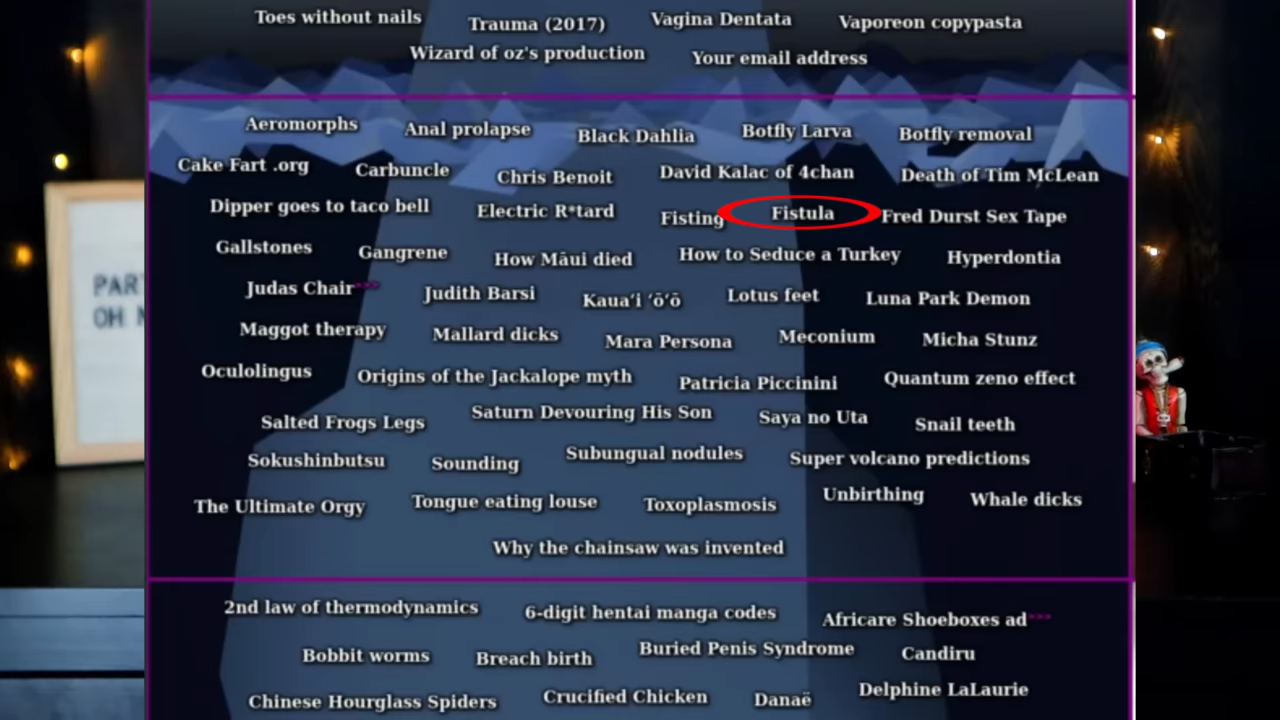 Toes without nails Trauma (2017) Vagina Dentata Vaporeon copypasta
Wizard of oz's production Your email address
Aeromorphs Anal prolapse Black Dahlia Botfly Larva Botfly removal
Cake Fart .org Carbuncle Chris Benoit David Kalac of 4chan Death of Tim McLean
Dipper goes to taco bell Electric R*tard Fisting Fistula Fred Durst Sex Tape
Gallstones Gangrene How Māui died How to Seduce a Turkey Hyperdontia
Judas Chair*** Judith Barsi Kauaʻi ʻōʻō Lotus feet Luna Park Demon
Maggot therapy Mallard dicks Mara Persona Meconium Micha Stunz
Oculolingus Origins of the Jackalope myth Patricia Piccinini Quantum zeno effect
Salted Frogs Legs Saturn Devouring His Son Saya no Uta Snail teeth
Sokushinbutsu Sounding Subungual nodules Super volcano predictions
The Ultimate Orgy Tongue eating louse Toxoplasmosis Unbirthing Whale dicks
Why the chainsaw was invented
2nd law of thermodynamics 6-digit hentai manga codes Africare Shoeboxes ad***
Bobbit worms Breach birth Buried Penis Syndrome Candiru
Chinese Hourglass Spiders Crucified Chicken Danaë Delphine LaLaurie
OH